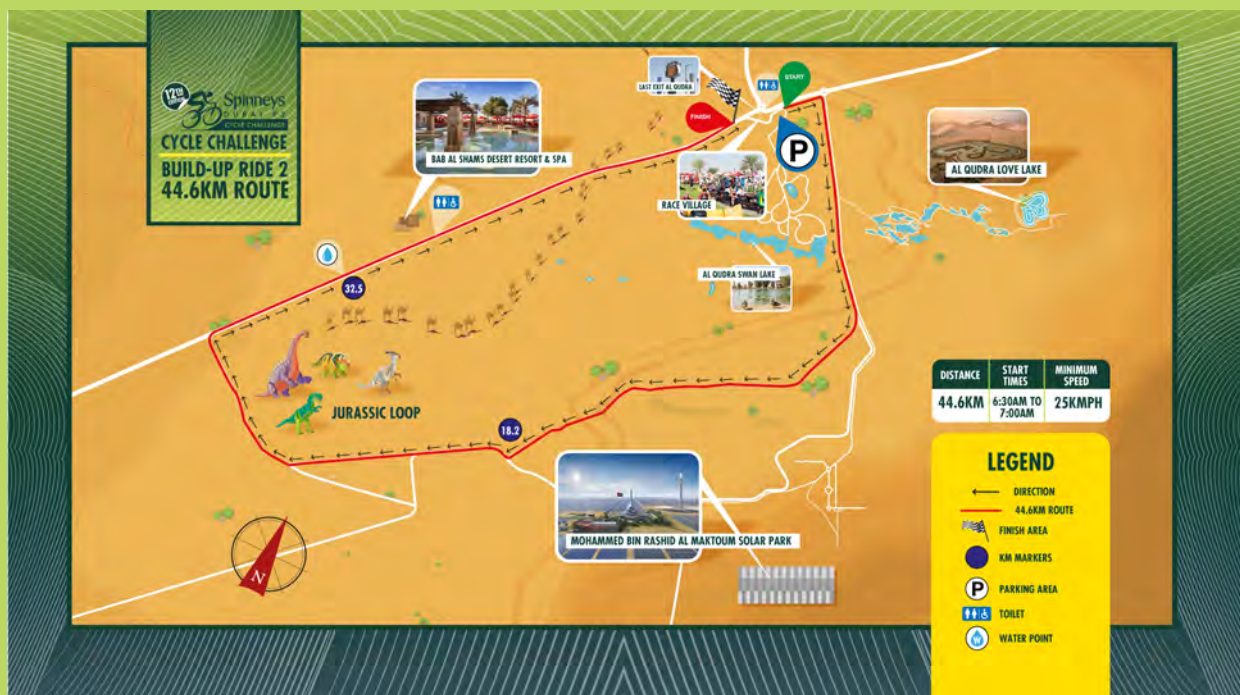 12TH
EDITION
Spinneys
DUBAI 92
CYCLE CHALLENGE
CYCLE CHALLENGE
BUILD-UP RIDE 2
44.6KM ROUTE
BAB AL SHAMS DESERT RESORT & SPA
LAST EXIT AL QUDRA
START
FINISH
P
RACE VILLAGE
AL QUDRA LOVE LAKE
AL QUDRA SWAN LAKE
32.5
JURASSIC LOOP
18.2
MOHAMMED BIN RASHID AL MAKTOUM SOLAR PARK
N
DISTANCE
START TIMES
MINIMUM SPEED
44.6KM
6:30AM TO 7:00AM
25KMPH
LEGEND
DIRECTION
44.6KM ROUTE
FINISH AREA
KM MARKERS
P PARKING AREA
TOILET
W WATER POINT